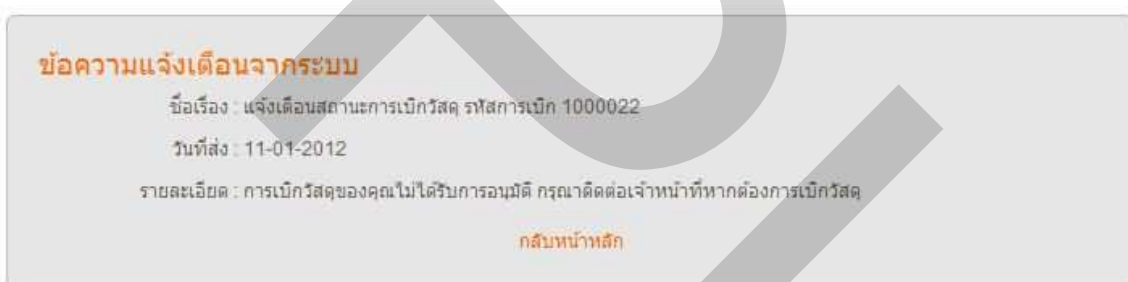 ข้อความแจ้งเตือนจากระบบ
ชื่อเรื่อง : แจ้งเตือนสถานะการเบิกวัสดุ รหัสการเบิก 1000022
วันที่ส่ง : 11-01-2012
รายละเอียด : การเบิกวัสดุของคุณไม่ได้รับการอนุมัติ กรุณาติดต่อเจ้าหน้าที่หากต้องการเบิกวัสดุ
กลับหน้าหลัก